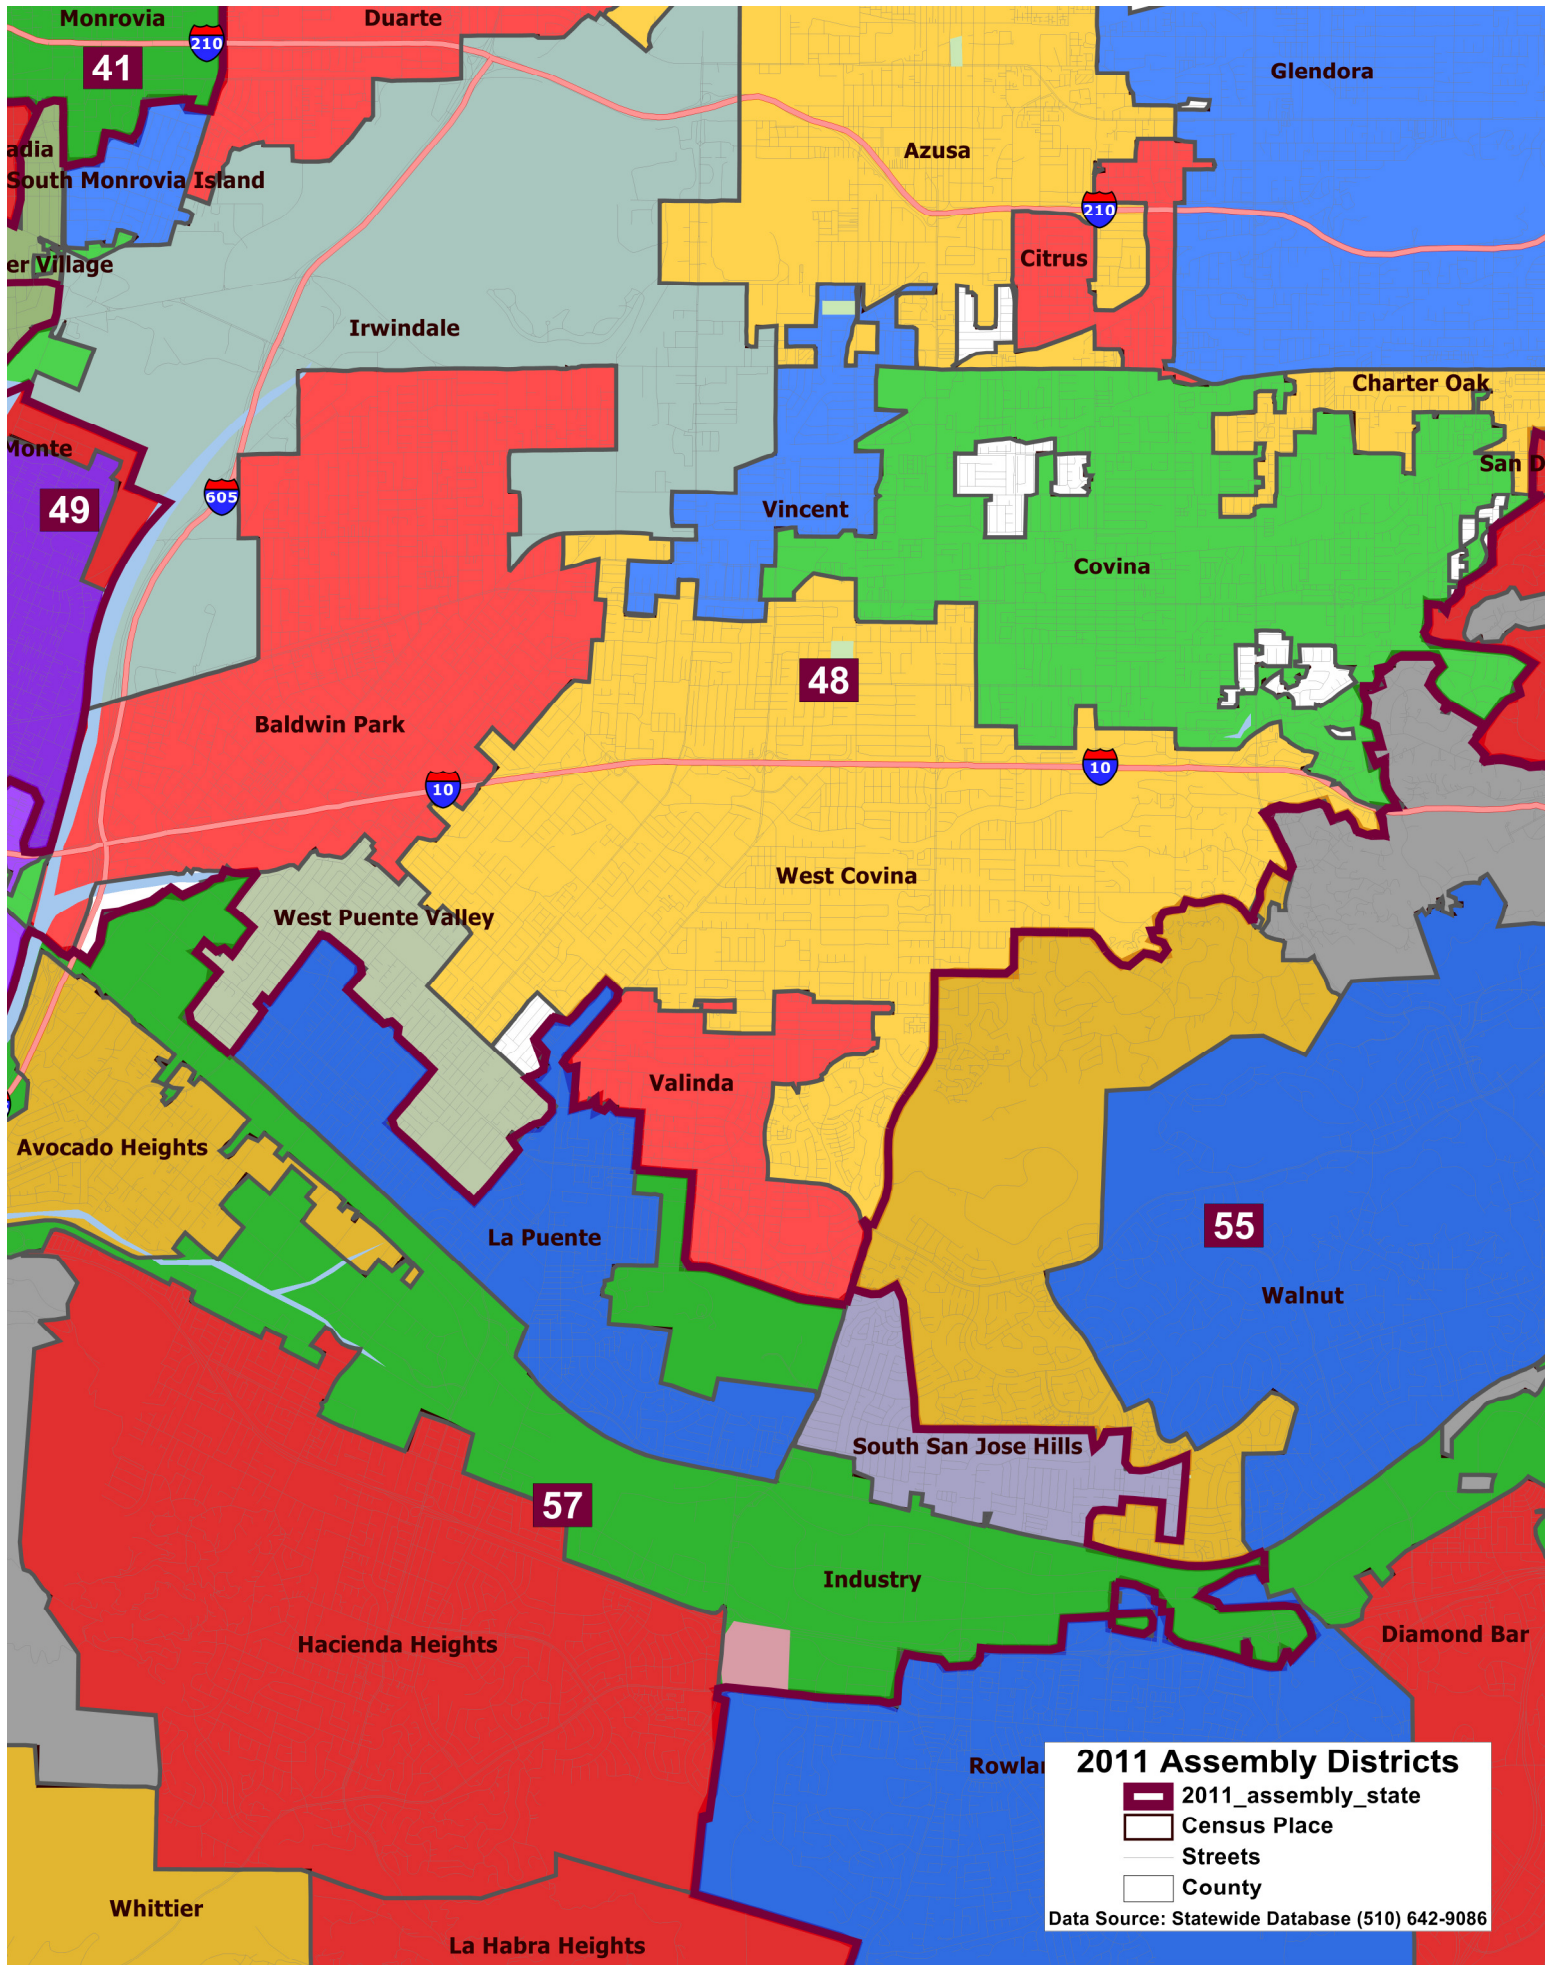 Monrovia
Duarte
210
41
Glendora
adia
Azusa
South Monrovia Island
210
Citrus
er Village
Irwindale
Charter Oak
Monte
San D
605
49
Vincent
Covina
48
Baldwin Park
10
10
West Covina
West Puente Valley
Valinda
Avocado Heights
55
La Puente
Walnut
South San Jose Hills
57
Industry
Diamond Bar
Hacienda Heights
Rowlan
2011 Assembly Districts
2011_assembly_state
Census Place
Streets
County
Data Source: Statewide Database (510) 642-9086
Whittier
La Habra Heights